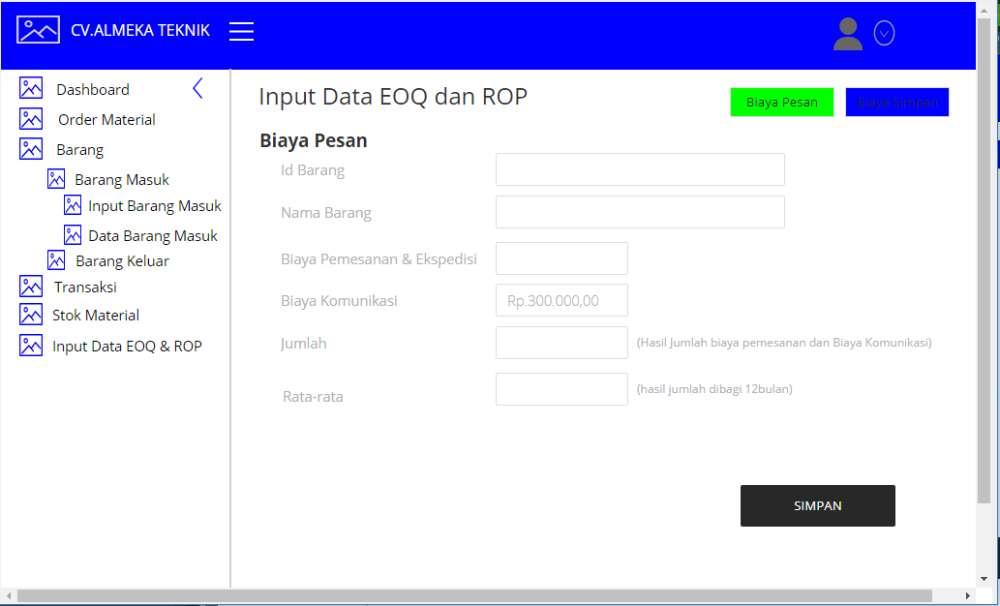 CV.ALMEKA TEKNIK
Dashboard
Order Material
Barang
Barang Masuk
Input Barang Masuk
Data Barang Masuk
Barang Keluar
Transaksi
Stok Material
Input Data EOQ & ROP
Input Data EOQ dan ROP
Biaya Pesan
Biaya Simpan
Biaya Pesan
Id Barang
Nama Barang
Biaya Pemesanan & Ekspedisi
Biaya Komunikasi
Rp.300.000,00
Jumlah
(Hasil Jumlah biaya pemesanan dan Biaya Komunikasi)
Rata-rata
(hasil jumlah dibagi 12bulan)
SIMPAN